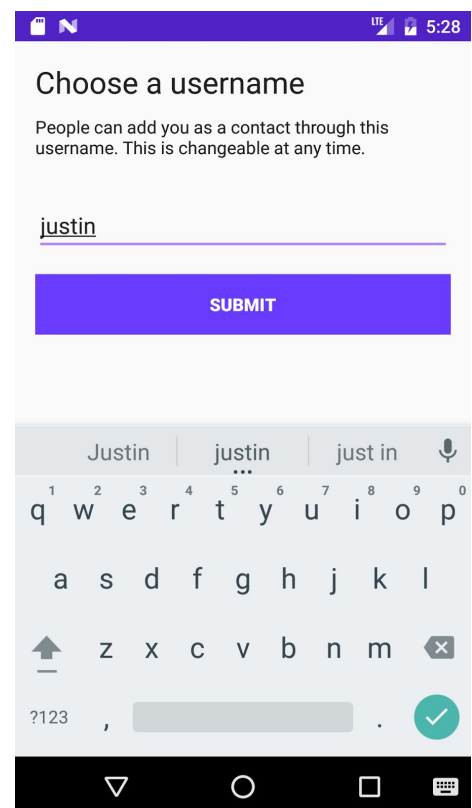 LTE 5:28
Choose a username
People can add you as a contact through this
username. This is changeable at any time.
justin
SUBMIT
Justin justin just in
1 2 3 4 5 6 7 8 9 0
q w e r t y u i o p
a s d f g h j k l
z x c v b n m
?123 , .